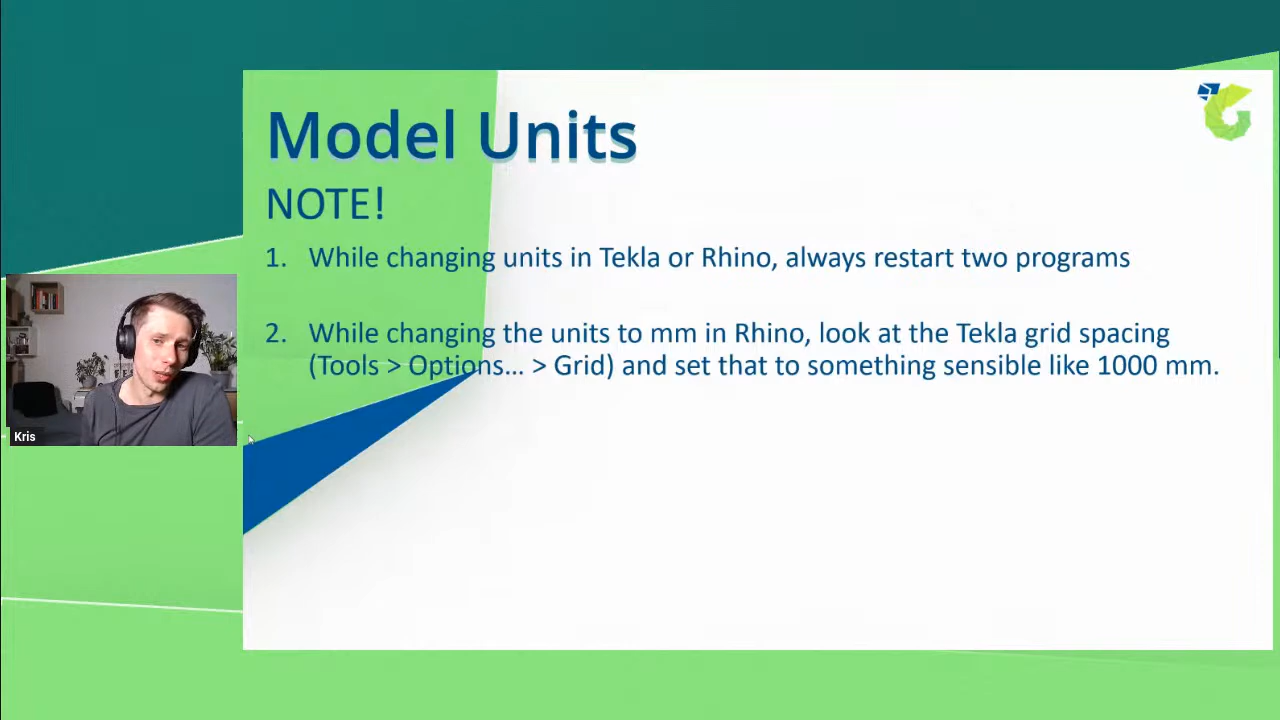 Model Units
NOTE!
1. While changing units in Tekla or Rhino, always restart two programs
2. While changing the units to mm in Rhino, look at the Tekla grid spacing
(Tools > Options... > Grid) and set that to something sensible like 1000 mm.
Kris